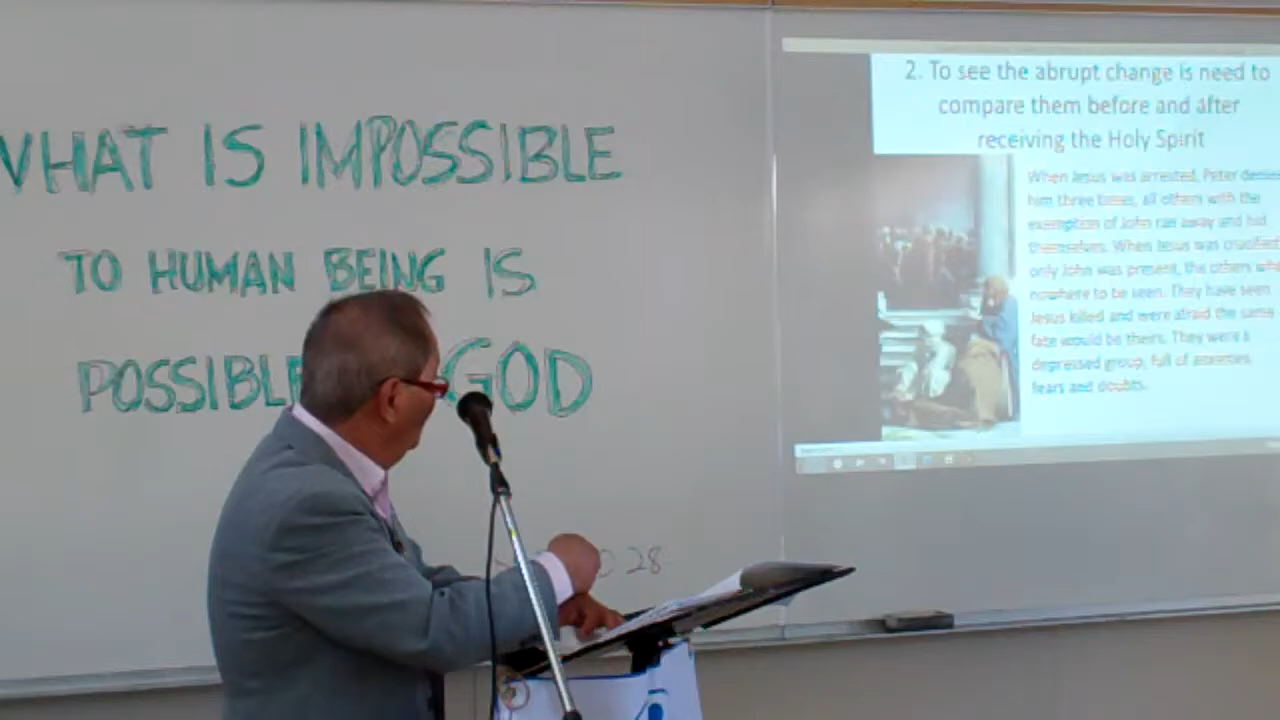 WHAT IS IMPOSSIBLE
TO HUMAN BEING IS
POSSIBLE GOD
28
2. To see the abrupt change is need to
compare them before and after
receiving the Holy Spirit
When Jesus was arrested, Peter
him three times, all others with the
exemption of John ran away and hid
themselves. When Jesus was crucified
only John was present, the others
nowhere to be seen. They have seen
Jesus killed and were afraid the same
fate would be theirs. They were a
depressed group, full of anxieties
fears and doubts.